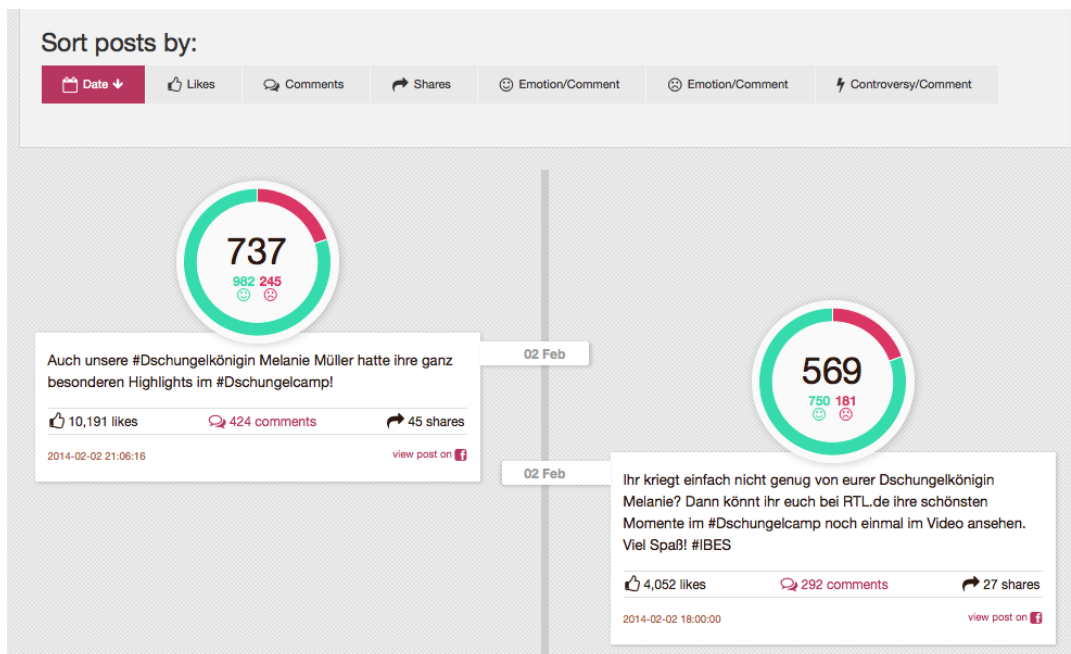 Sort posts by:
Date
Likes
Comments
Shares
Emotion/Comment
Emotion/Comment
Controversy/Comment
737
982 245
Auch unsere #Dschungelkönigin Melanie Müller hatte ihre ganz
besonderen Highlights im #Dschungelcamp!
10,191 likes
424 comments
45 shares
2014-02-02 21:06:16
view post on
02 Feb
569
750 181
02 Feb
Ihr kriegt einfach nicht genug von eurer Dschungelkönigin
Melanie? Dann könnt ihr euch bei RTL.de ihre schönsten
Momente im #Dschungelcamp noch einmal im Video ansehen.
Viel Spaß! #IBES
4,052 likes
292 comments
27 shares
2014-02-02 18:00:00
view post on